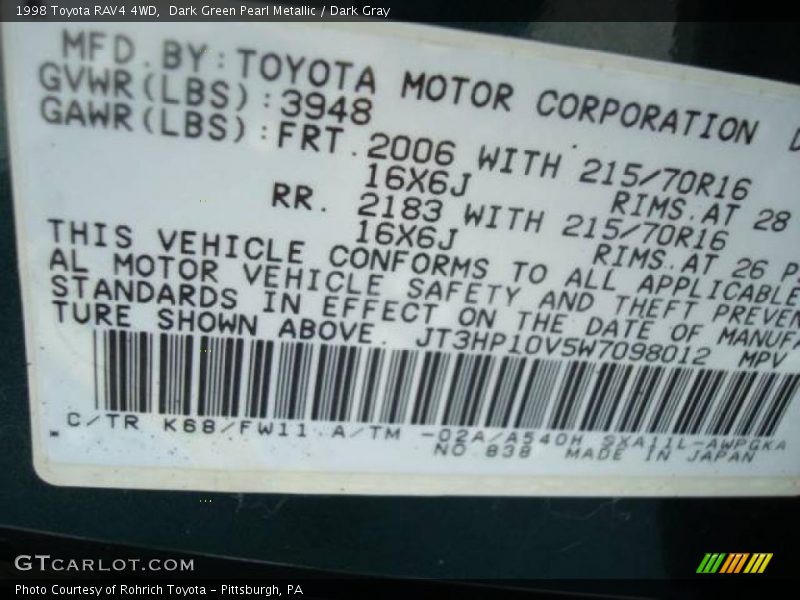 1998 Toyota RAV4 4WD,  Dark Green Pearl Metallic / Dark Gray
MFD. BY: TOYOTA MOTOR CORPORATION
GVWR(LBS): 3948
GAWR(LBS): FRT. 2006 WITH 215/70R16
16X6J RIMS. AT 28
RR. 2183 WITH 215/70R16
16X6J RIMS. AT 26 P
THIS VEHICLE CONFORMS TO ALL APPLICABLE
AL MOTOR VEHICLE SAFETY AND THEFT PREVEN
STANDARDS IN EFFECT ON THE DATE OF MANUFA
TURE SHOWN ABOVE. JT3HP10V5W7098012 MPV
C/TR K68/FW11 A/TM -02A/A540H SXA11L-AWPGKA
NO 838 MADE IN JAPAN
GTCARLOT.COM
Photo Courtesy of Rohrich Toyota - Pittsburgh, PA